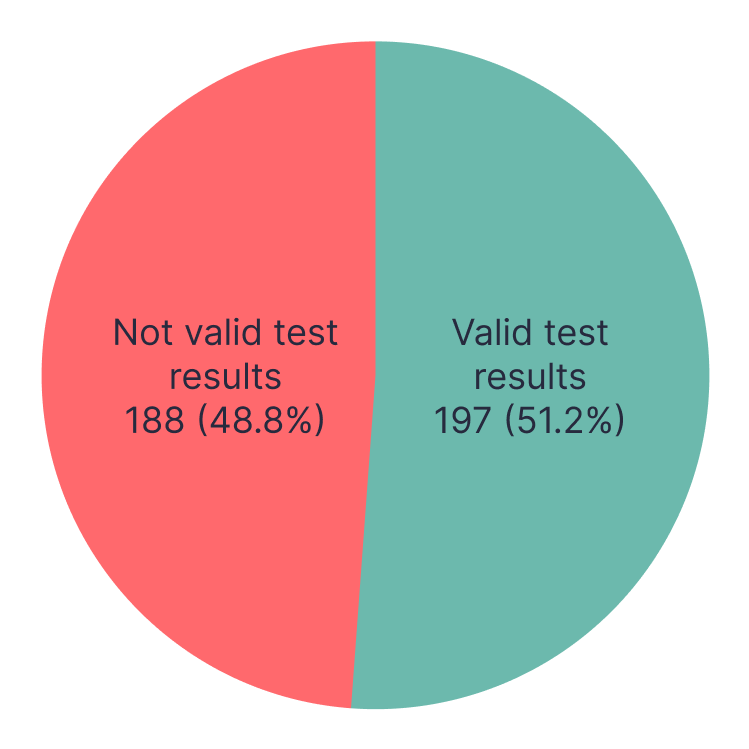 Not valid test
results
188 (48.8%)
Valid test
results
197 (51.2%)